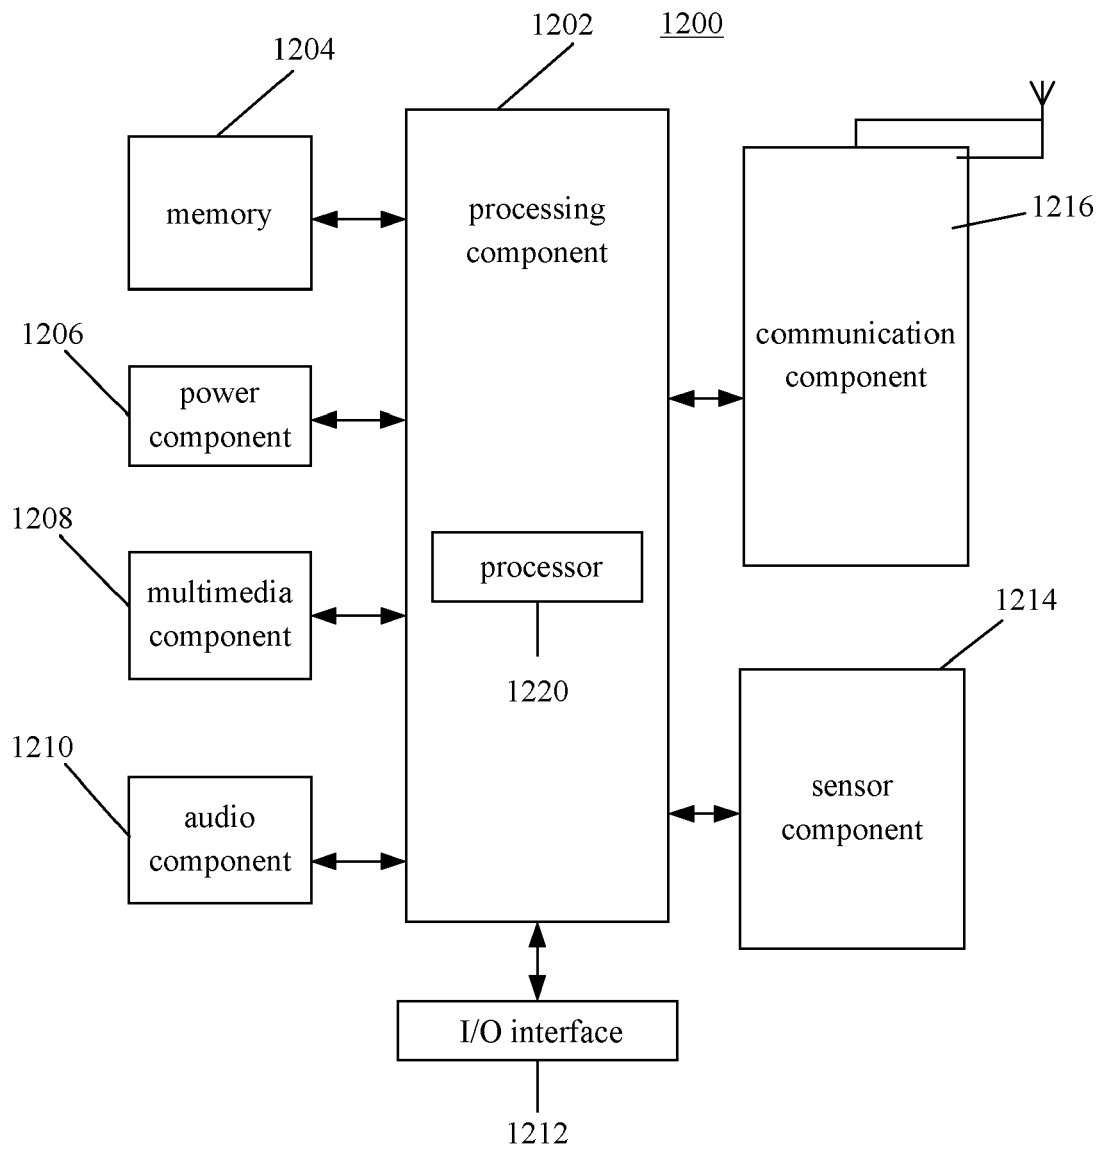 1202
1200
1204
memory
processing
component
1216
1206
power
component
communication
component
1208
multimedia
component
processor
1220
1214
1210
audio
component
sensor
component
I/O interface
1212